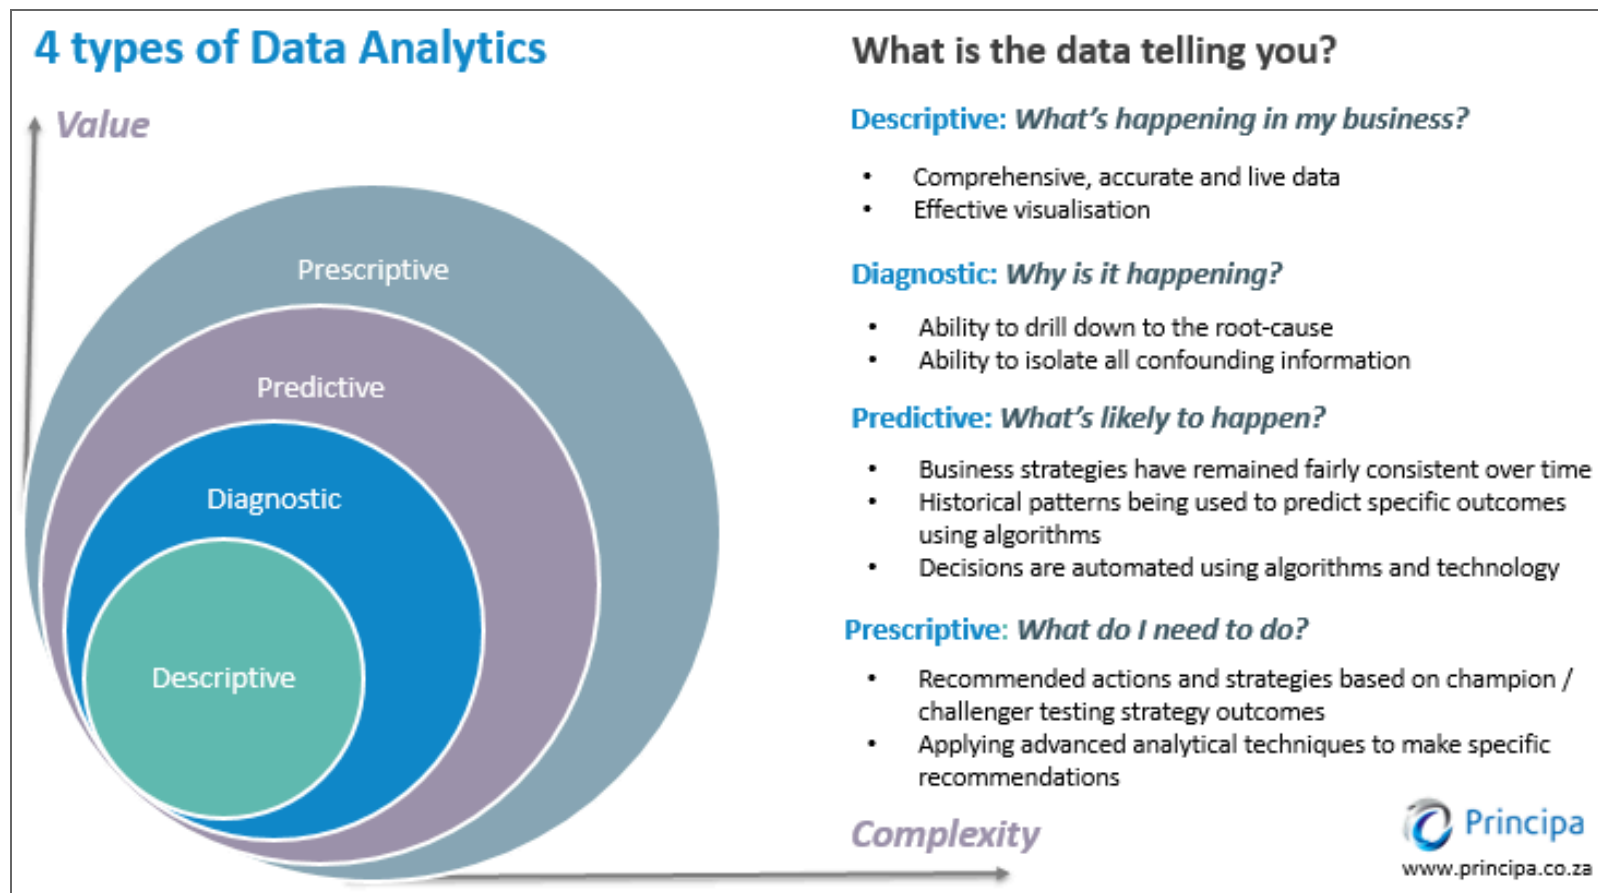 4 types of Data Analytics
Value
Prescriptive
Predictive
Diagnostic
Descriptive
What is the data telling you?
Descriptive: What's happening in my business?
• Comprehensive, accurate and live data
• Effective visualisation
Diagnostic: Why is it happening?
• Ability to drill down to the root-cause
• Ability to isolate all confounding information
Predictive: What's likely to happen?
• Business strategies have remained fairly consistent over time
• Historical patterns being used to predict specific outcomes
using algorithms
• Decisions are automated using algorithms and technology
Prescriptive: What do I need to do?
• Recommended actions and strategies based on champion /
challenger testing strategy outcomes
• Applying advanced analytical techniques to make specific
recommendations
Complexity
Principa
www.principa.co.za